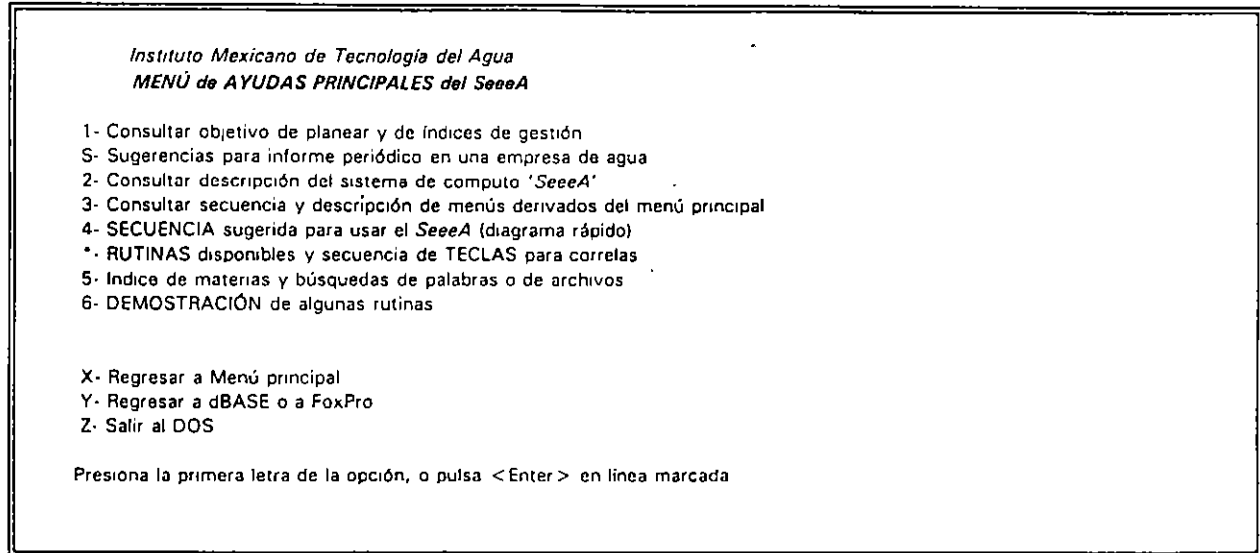 Instituto Mexicano de Tecnología del Agua
MENÚ de AYUDAS PRINCIPALES del SeeeA
1- Consultar objetivo de planear y de índices de gestión
S- Sugerencias para informe periódico en una empresa de agua
2- Consultar descripción del sistema de computo 'SeeeA'
3- Consultar secuencia y descripción de menús derivados del menú principal
4- SECUENCIA sugerida para usar el SeeeA (diagrama rápido)
*- RUTINAS disponibles y secuencia de TECLAS para correlas
5- Indice de materias y búsquedas de palabras o de archivos
6- DEMOSTRACIÓN de algunas rutinas
X- Regresar a Menú principal
Y- Regresar a dBASE o a FoxPro
Z- Salir al DOS
Presiona la primera letra de la opción, o pulsa <Enter> en línea marcada